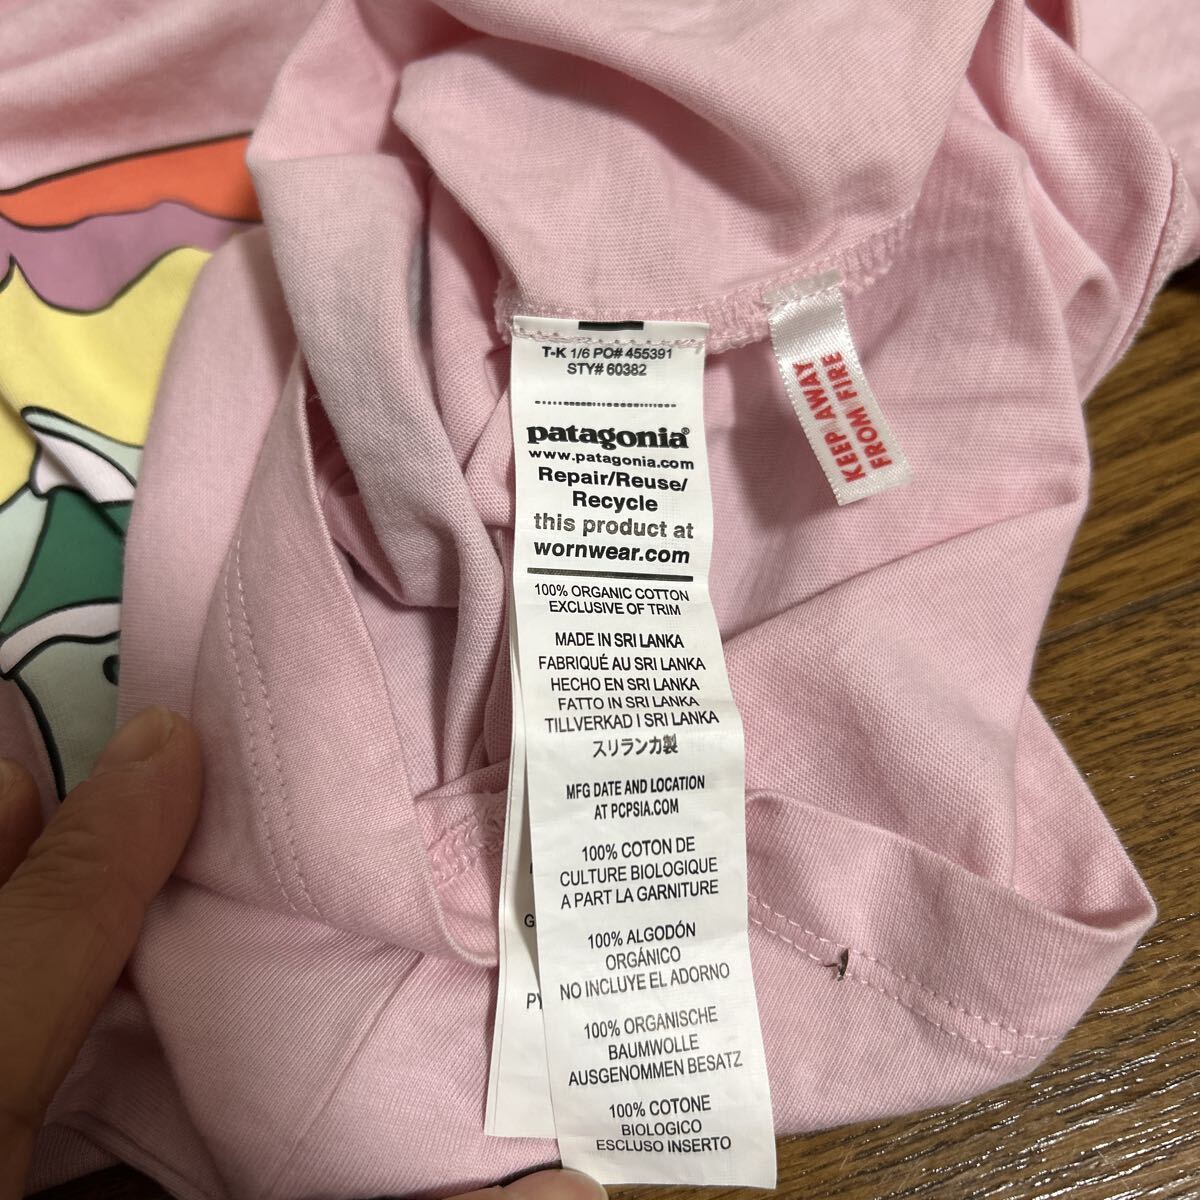 T-K 1/6 PO# 455391
STY# 60382
patagonia®
www.patagonia.com
Repair/Reuse/
Recycle
this product at
wornwear.com
100% ORGANIC COTTON
EXCLUSIVE OF TRIM
MADE IN SRI LANKA
FABRIQUÉ AU SRI LANKA
HECHO EN SRI LANKA
FATTO IN SRI LANKA
TILLVERKAD I SRI LANKA
スリランカ製
MFG DATE AND LOCATION
AT PCPSIA.COM
100% COTON DE
CULTURE BIOLOGIQUE
A PART LA GARNITURE
100% ALGODÓN
ORGÁNICO
NO INCLUYE EL ADORNO
100% ORGANISCHE
BAUMWOLLE
AUSGENOMMEN BESATZ
100% COTONE
BIOLOGICO
ESCLUSO INSERTO
KEEP AWAY
FROM FIRE